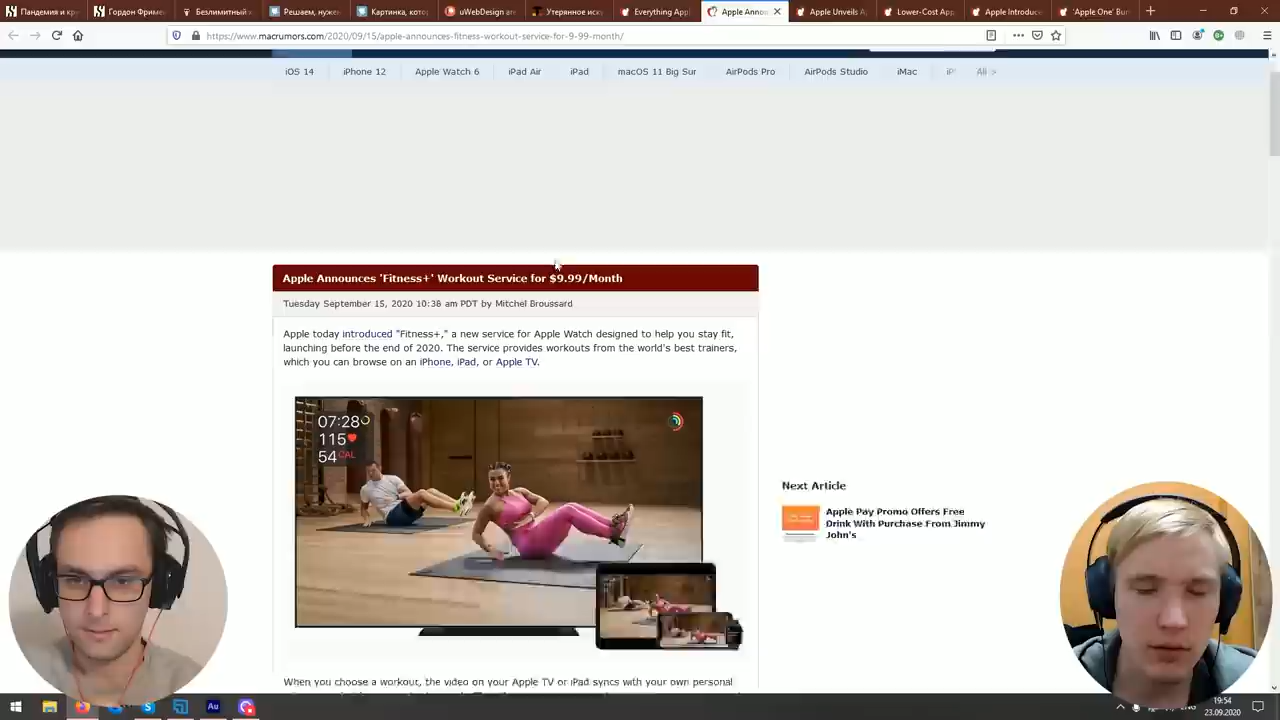 Пандемия и кр
Гордон Фрим
Безлимитный
Решаем, нуже
Картинка, кото
uWebDesign an
Утерянное иск
Everything App
Apple Annou
Apple Unveils A
Lower-Cost App
Apple Introduc
'Apple One' Bun
https://www.macrumors.com/2020/09/15/apple-announces-fitness-workout-service-for-9-99-month/
iOS 14
iPhone 12
Apple Watch 6
iPad Air
iPad
macOS 11 Big Sur
AirPods Pro
AirPods Studio
iMac
All >
Apple Announces 'Fitness+' Workout Service for $9.99/Month
Tuesday September 15, 2020 10:38 am PDT by Mitchel Broussard
Apple today introduced "Fitness+," a new service for Apple Watch designed to help you stay fit,
launching before the end of 2020. The service provides workouts from the world's best trainers,
which you can browse on an iPhone, iPad, or Apple TV.
07:28
115
54 CAL
Next Article
Apple Pay Promo Offers Free
Drink With Purchase From Jimmy
John's
When you choose a workout, the video on your Apple TV or iPad syncs with your own personal
Au
ENG
19:54
23.09.2020